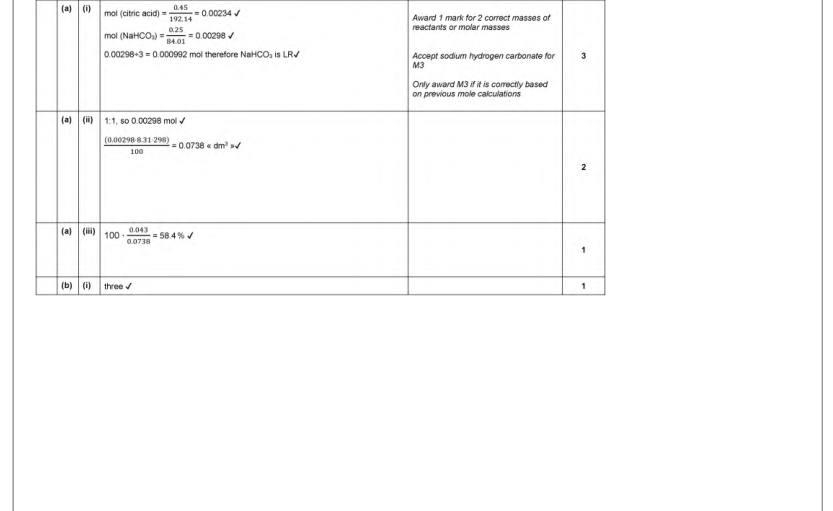 (a) (i) mol (citric acid) = 0.45/192.14 = 0.00234 ✓
Award 1 mark for 2 correct masses of
reactants or molar masses
mol (NaHCO₃) = 0.25/84.01 = 0.00298 ✓
0.00298÷3 = 0.000992 mol therefore NaHCO₃ is LR✓
Accept sodium hydrogen carbonate for
M3
3
Only award M3 if it is correctly based
on previous mole calculations
(a) (ii) 1:1, so 0.00298 mol ✓
(0.00298·8.31·298)/100 = 0.0738 « dm³ »✓
2
(a) (iii) 100 · 0.043/0.0738 = 58.4 % ✓
1
(b) (i) three ✓ 1